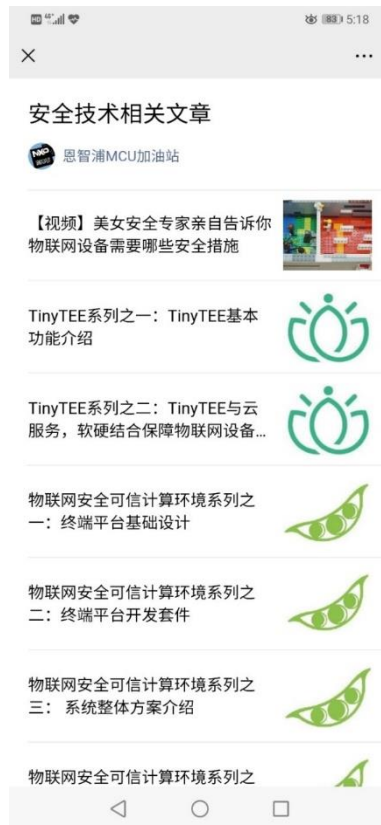 HD 83 5:18
安全技术相关文章
NXP 恩智浦MCU加油站
【视频】美女安全专家亲自告诉你
物联网设备需要哪些安全措施
TinyTEE系列之一：TinyTEE基本
功能介绍
TinyTEE系列之二：TinyTEE与云
服务，软硬结合保障物联网设备...
物联网安全可信计算环境系列之
一：终端平台基础设计
物联网安全可信计算环境系列之
二：终端平台开发套件
物联网安全可信计算环境系列之
三： 系统整体方案介绍
物联网安全可信计算环境系列之